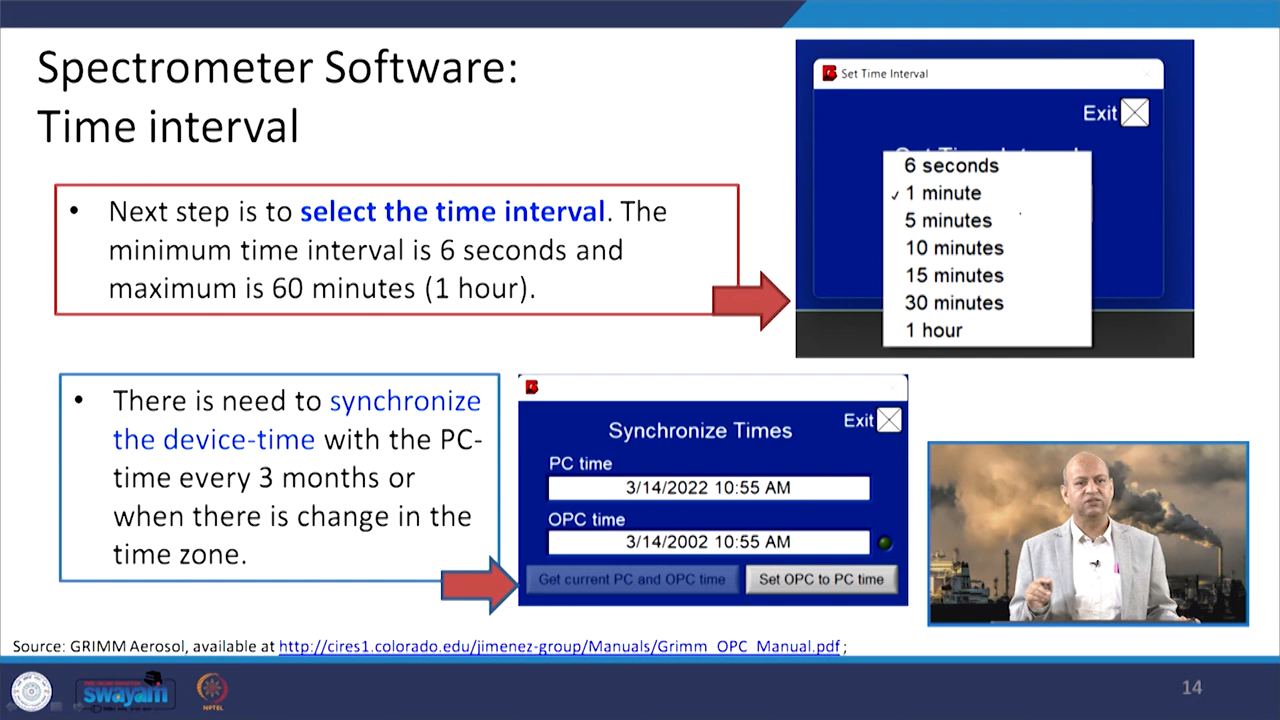 Spectrometer Software:
Time interval
• Next step is to select the time interval. The
minimum time interval is 6 seconds and
maximum is 60 minutes (1 hour).
Set Time Interval
Exit
6 seconds
✓ 1 minute
5 minutes
10 minutes
15 minutes
30 minutes
1 hour
• There is need to synchronize
the device-time with the PC-
time every 3 months or
when there is change in the
time zone.
Exit
Synchronize Times
PC time
3/14/2022 10:55 AM
OPC time
3/14/2002 10:55 AM
Get current PC and OPC time
Set OPC to PC time
Source: GRIMM Aerosol, available at http://cires1.colorado.edu/jimenez-group/Manuals/Grimm_OPC_Manual.pdf ;
swayam
NPTEL
14